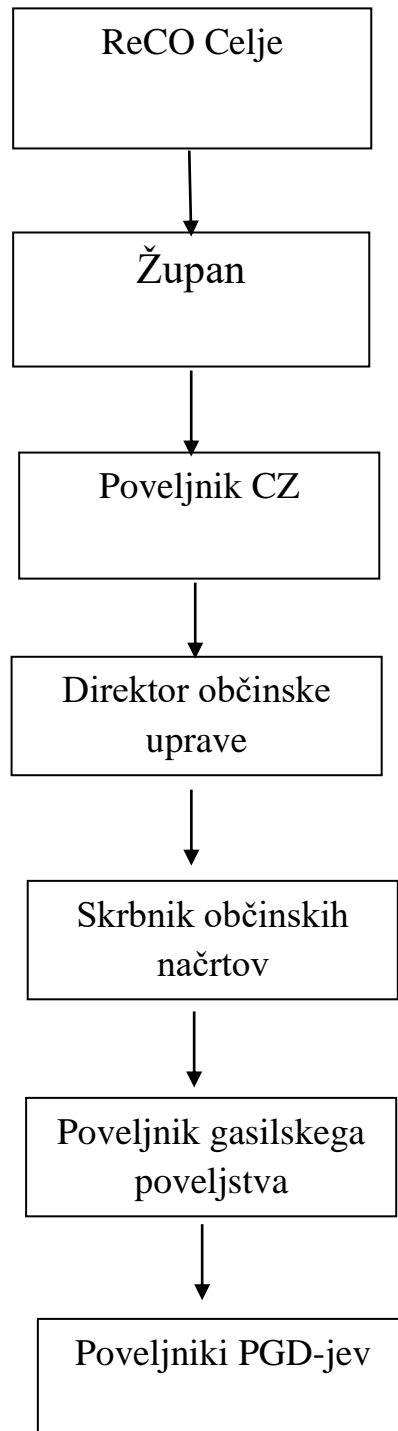 ReCO Celje
Župan
Poveljnik CZ
Direktor občinske
uprave
Skrbnik občinskih
načrtov
Poveljnik gasilskega
poveljstva
Poveljniki PGD-jev